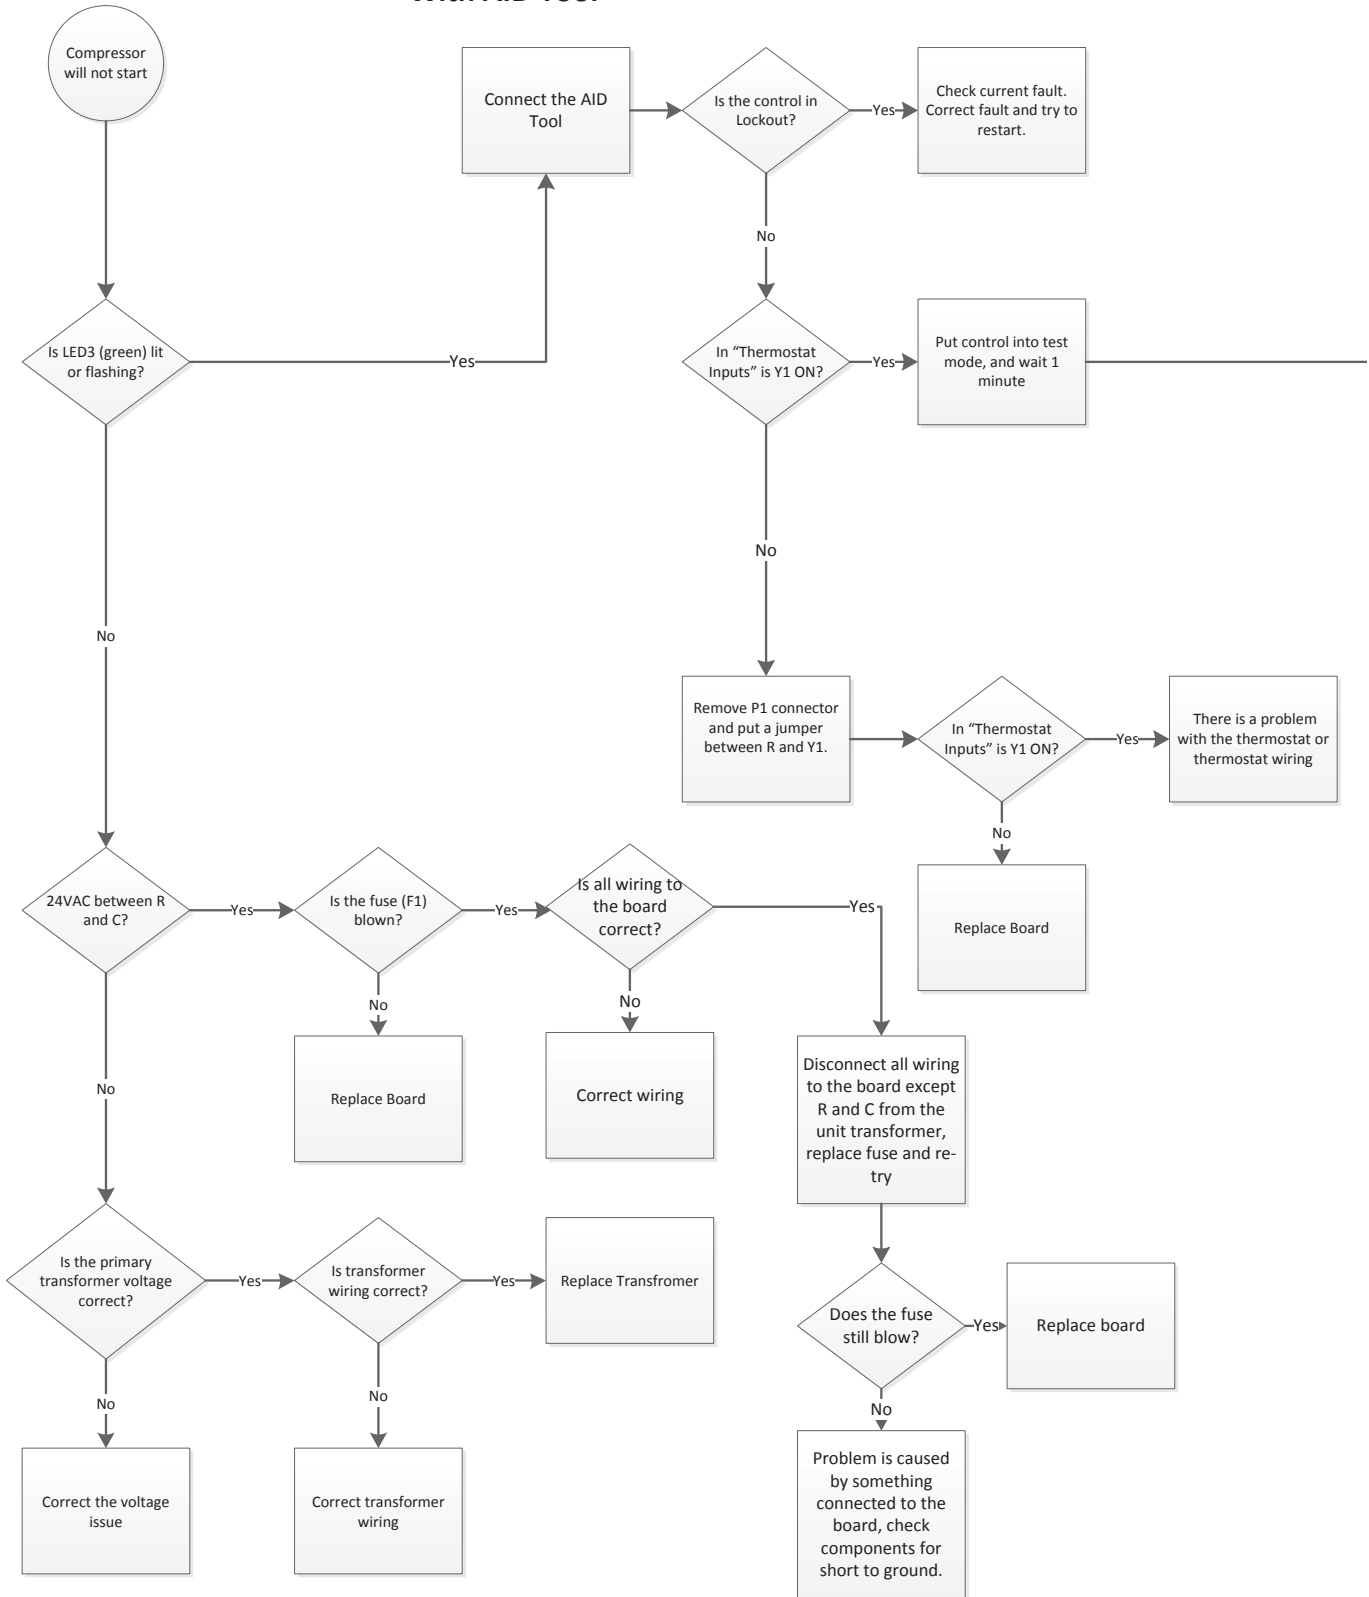 With AID Tool
Compressor
will not start
Connect the AID
Tool
Is the control in
Lockout?
Yes
Check current fault.
Correct fault and try to
restart.
No
Is LED3 (green) lit
or flashing?
Yes
In “Thermostat
Inputs” is Y1 ON?
Yes
Put control into test
mode, and wait 1
minute
No
No
Remove P1 connector
and put a jumper
between R and Y1.
In “Thermostat
Inputs” is Y1 ON?
Yes
There is a problem
with the thermostat or
thermostat wiring
No
Replace Board
24VAC between R
and C?
Yes
Is the fuse (F1)
blown?
Yes
Is all wiring to
the board
correct?
Yes
No
Replace Board
No
Correct wiring
Disconnect all wiring
to the board except
R and C from the
unit transformer,
replace fuse and re-
try
No
Is the primary
transformer voltage
correct?
Yes
Is transformer
wiring correct?
Yes
Replace Transfromer
Does the fuse
still blow?
Yes
Replace board
No
Correct the voltage
issue
No
Correct transformer
wiring
No
Problem is caused
by something
connected to the
board, check
components for
short to ground.